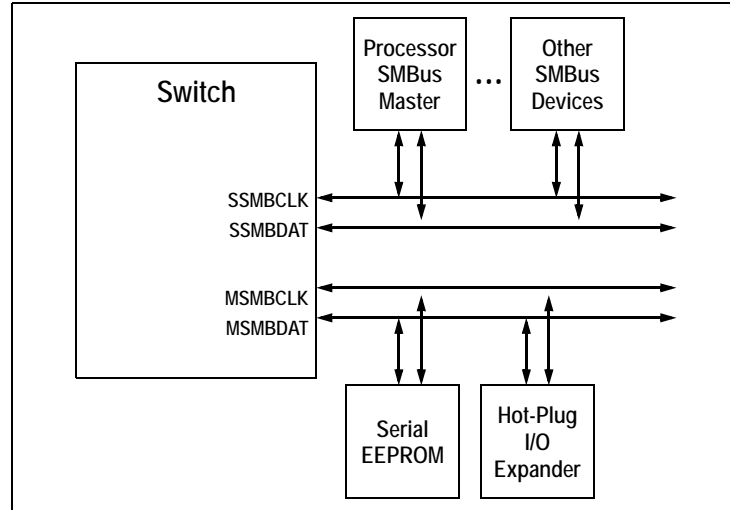 Switch
Processor
SMBus
Master
...
Other
SMBus
Devices
SSMBCLK
SSMBDAT
MSMBCLK
MSMBDAT
Serial
EEPROM
Hot-Plug
I/O
Expander